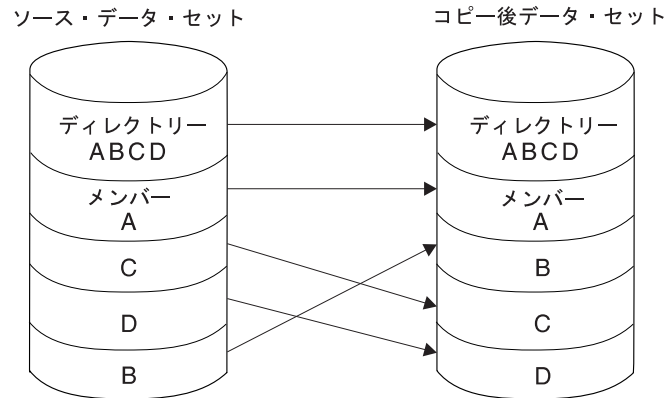 ソース・データ・セット
ディレクトリー
ABCD
メンバー
A
C
D
B
コピー後データ・セット
ディレクトリー
ABCD
メンバー
A
B
C
D